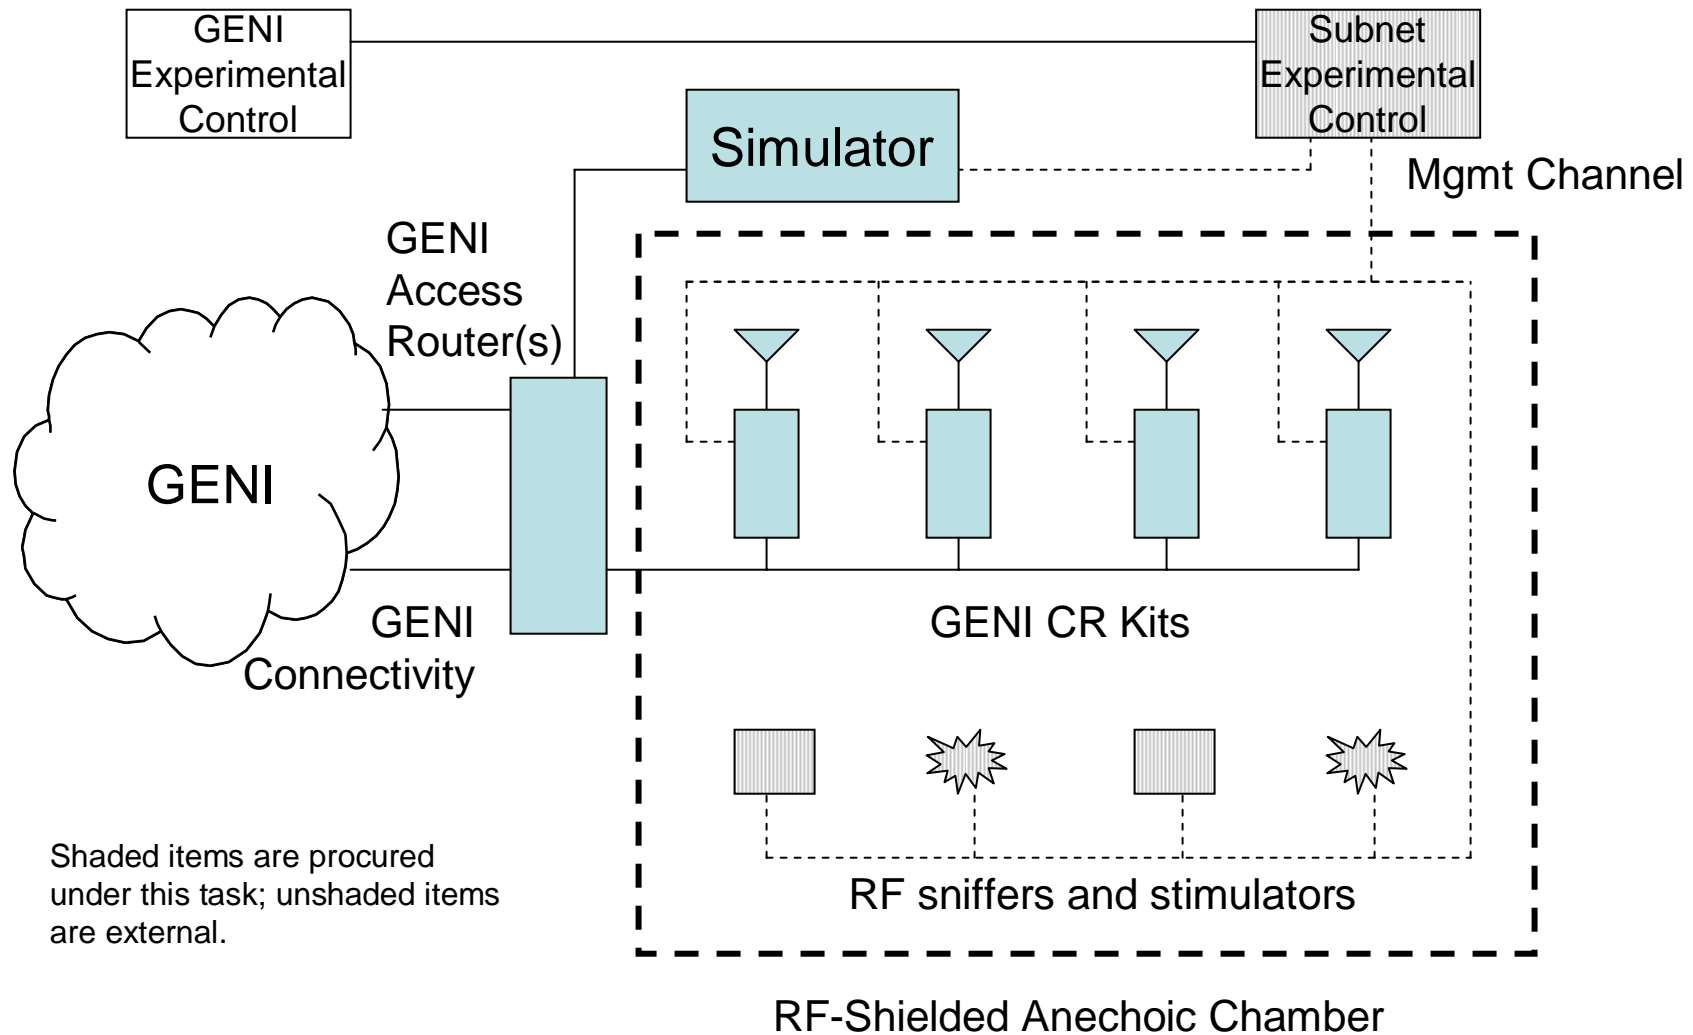 GENI
Experimental
Control
Subnet
Experimental
Control
Simulator
Mgmt Channel
GENI
Access
Router(s)
GENI
GENI
Connectivity
GENI CR Kits
Shaded items are procured
under this task; unshaded items
are external.
RF sniffers and stimulators
RF-Shielded Anechoic Chamber